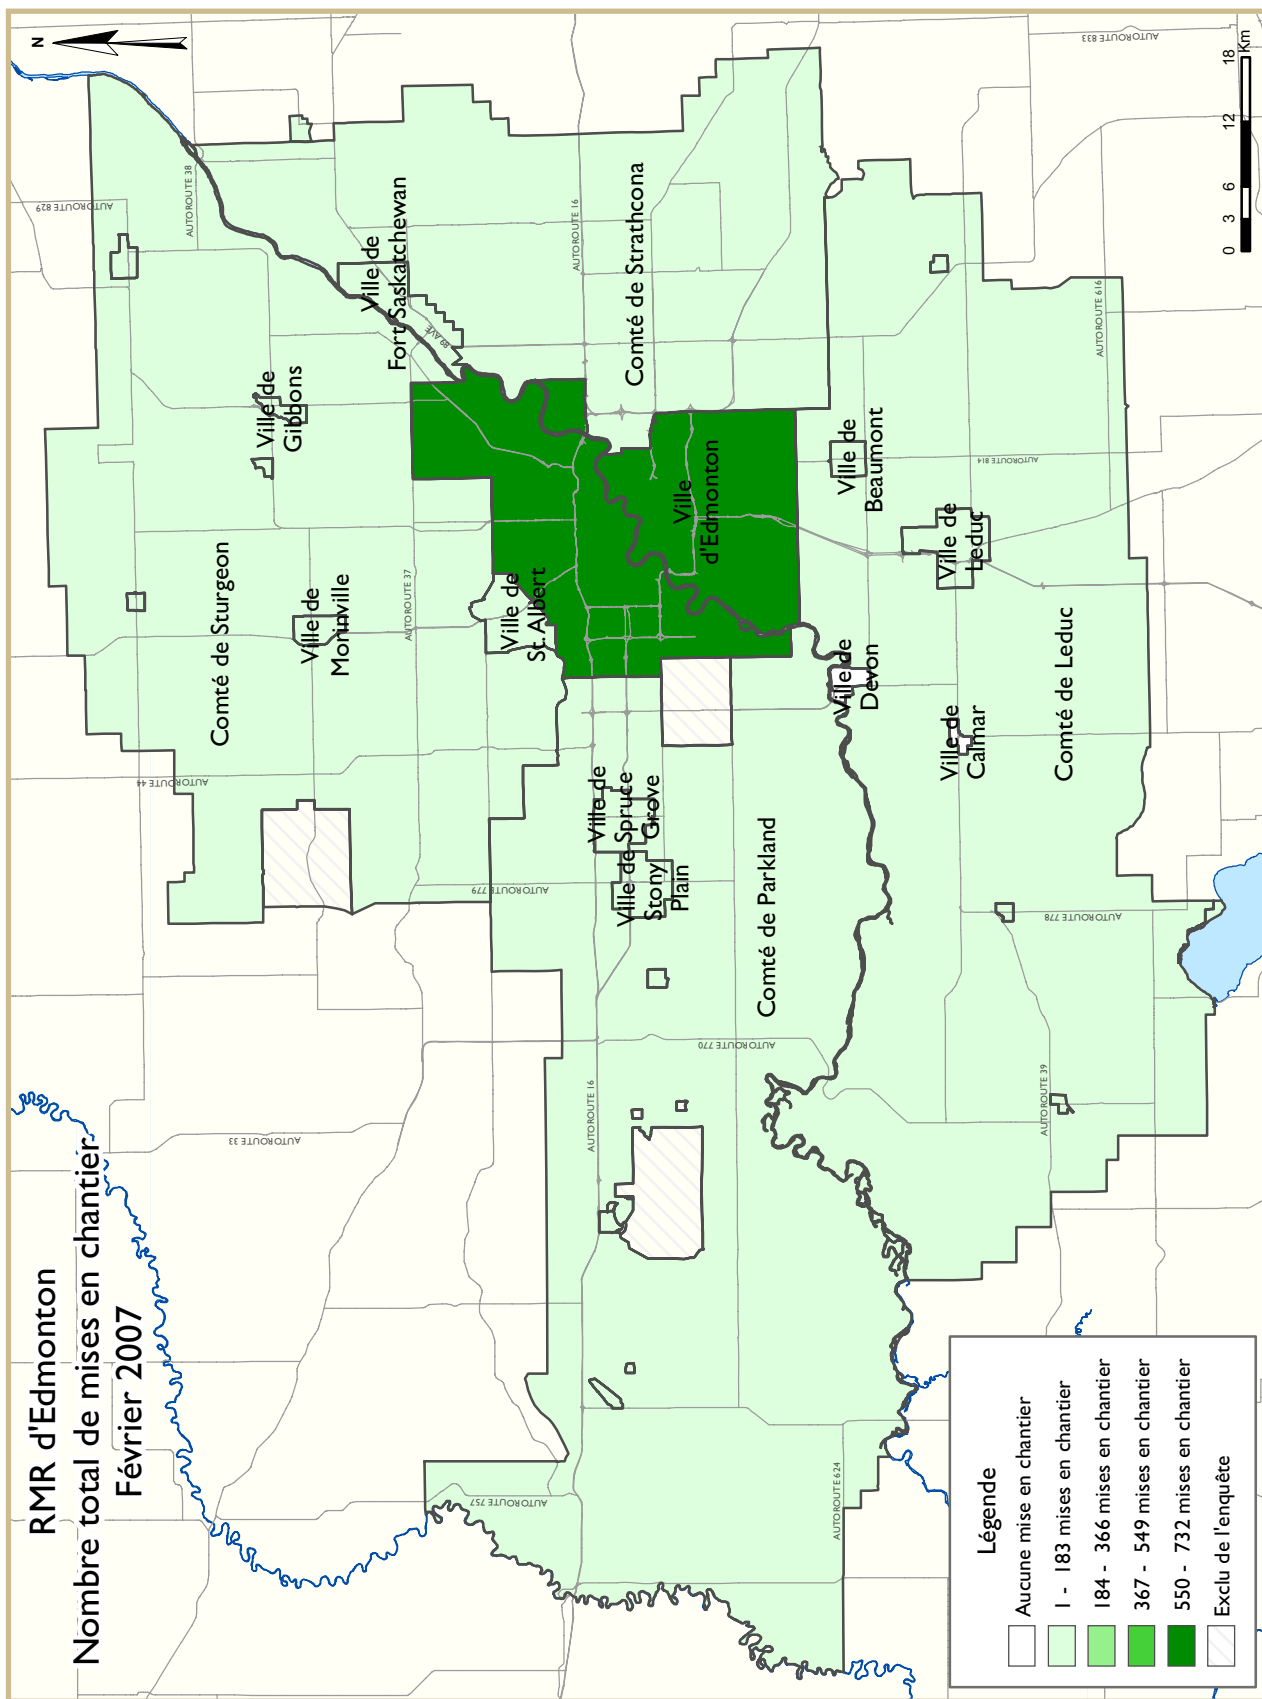 RMR d'Edmonton
Nombre total de mises en chantier
Février 2007
N
AUTOROUTE 829
AUTOROUTE 38
AUTOROUTE 833
Ville de
Fort Saskatchewan
89 AVE
Ville de
Gibbons
Comté de Sturgeon
Ville de
Morinville
AUTOROUTE 37
AUTOROUTE 44
AUTOROUTE 33
AUTOROUTE 779
AUTOROUTE 16
Comté de Strathcona
Ville de
St. Albert
Ville
d'Edmonton
Ville de
Spruce
Grove
Ville de
Stony
Plain
AUTOROUTE 16
AUTOROUTE 770
Comté de Parkland
AUTOROUTE 757
AUTOROUTE 624
Ville de
Beaumont
AUTOROUTE 814
AUTOROUTE 616
Ville de
Devon
Ville de
Leduc
Ville de
Calmar
Comté de Leduc
AUTOROUTE 778
AUTOROUTE 39
Légende
Aucune mise en chantier
1 - 183 mises en chantier
184 - 366 mises en chantier
367 - 549 mises en chantier
550 - 732 mises en chantier
Exclu de l'enquête
0 3 6 12 18
Km